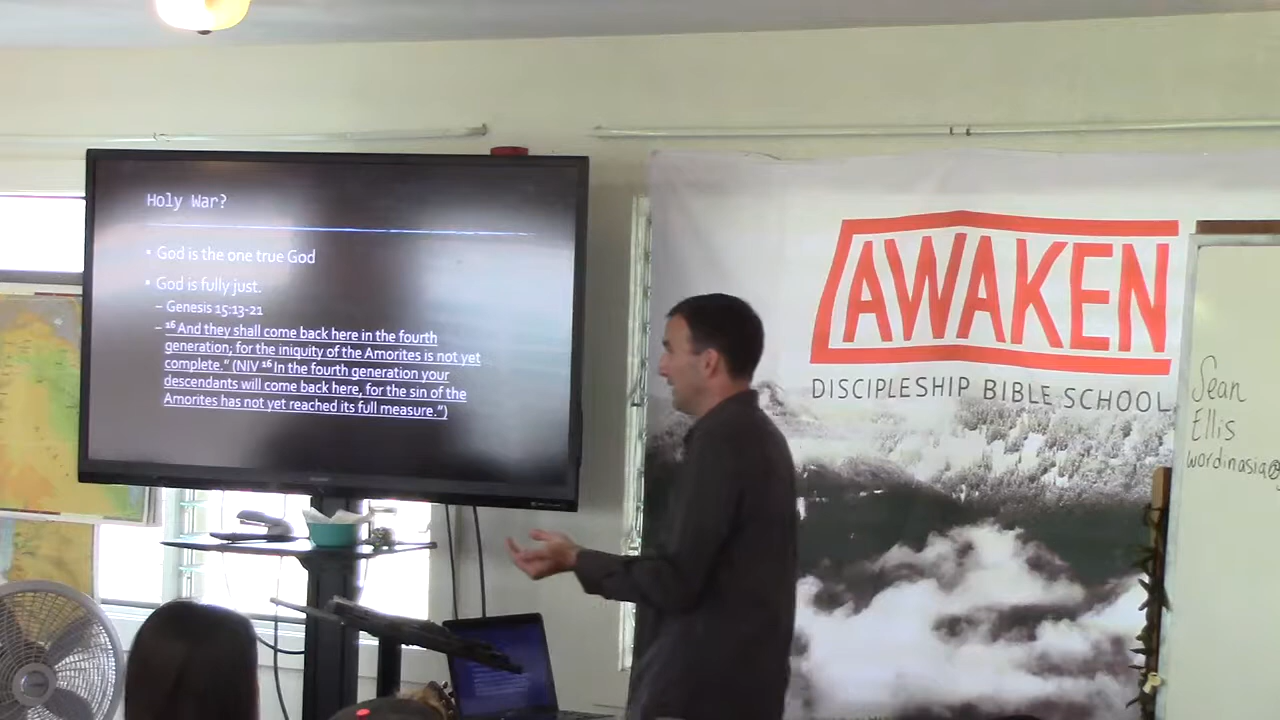 Holy War?
▪ God is the one true God
▪ God is fully just.
– Genesis 15:13-21
– ¹⁶ And they shall come back here in the fourth
generation; for the iniquity of the Amorites is not yet
complete.” (NIV ¹⁶ In the fourth generation your
descendants will come back here, for the sin of the
Amorites has not yet reached its full measure.”)
AWAKEN
DISCIPLESHIP BIBLE SCHOOL
Sean
Ellis
wordinasia@